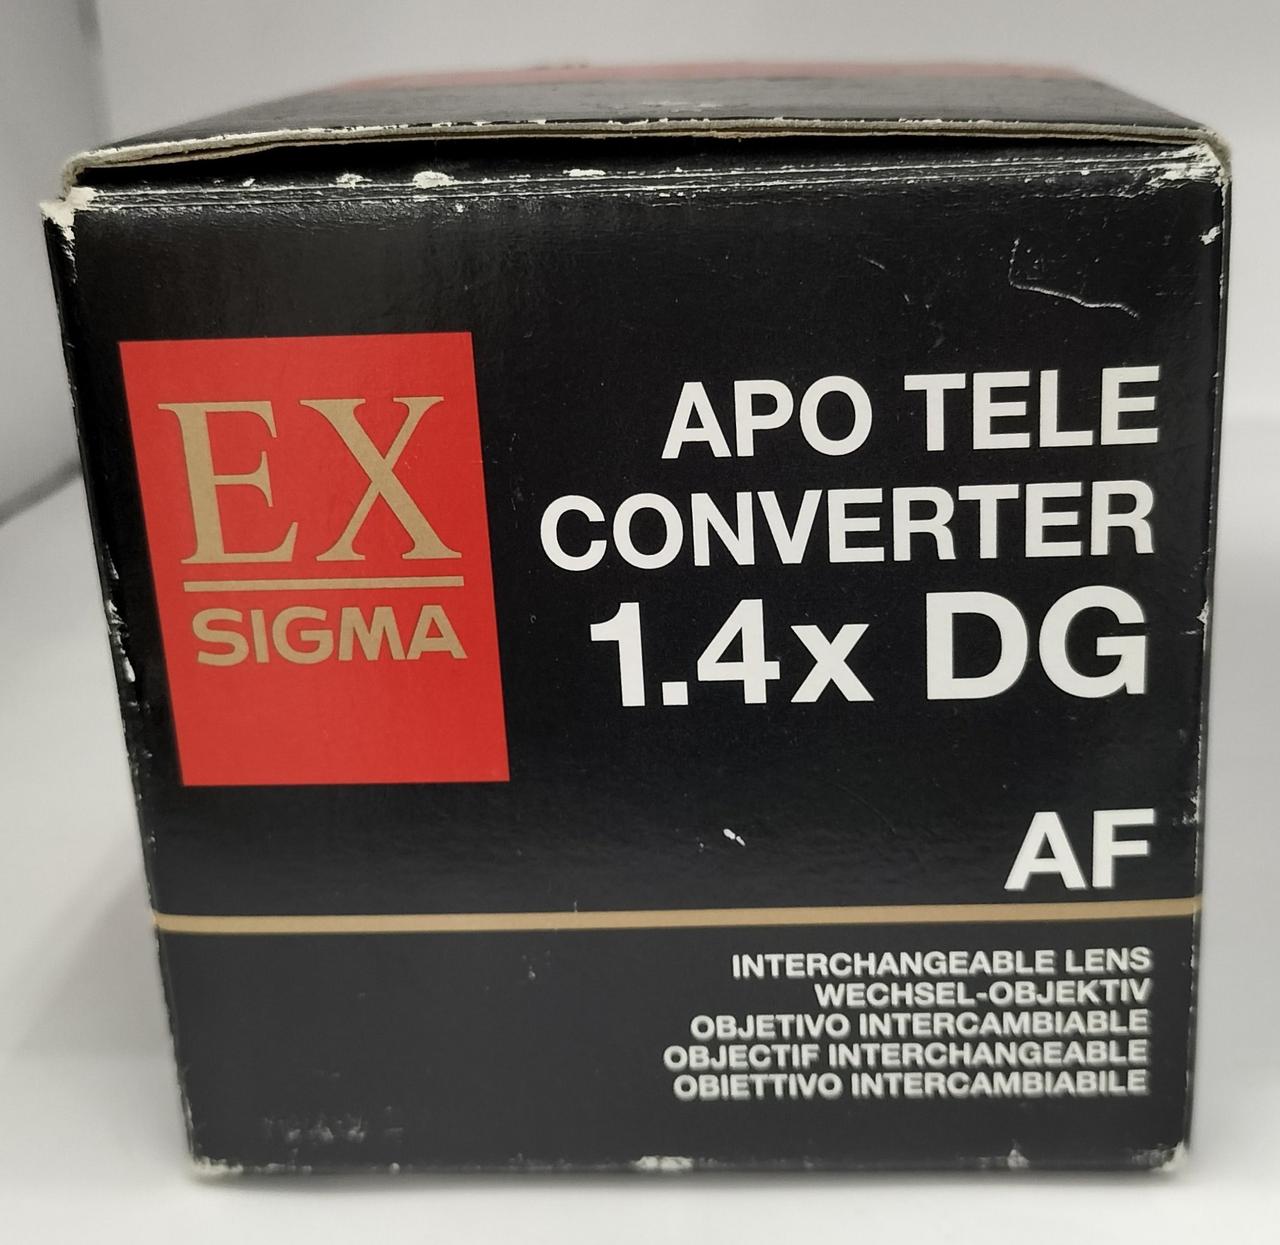 EX
SIGMA
APO TELE
CONVERTER
1.4x DG
AF
INTERCHANGEABLE LENS
WECHSEL-OBJEKTIV
OBJETIVO INTERCAMBIABLE
OBJECTIF INTERCHANGEABLE
OBIETTIVO INTERCAMBIABILE